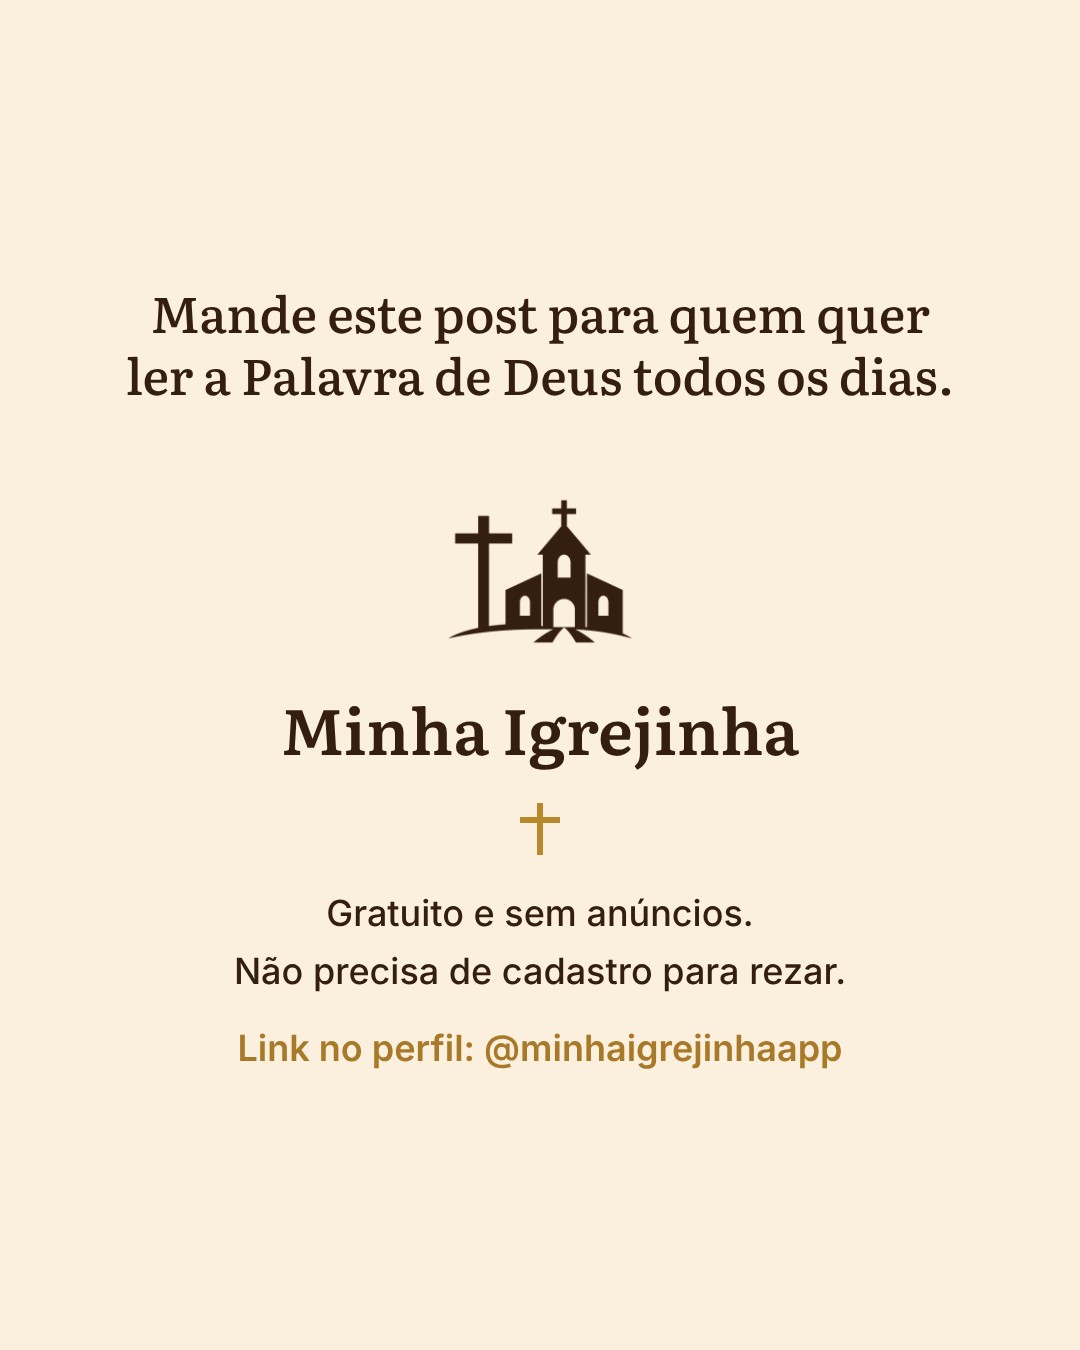 Mande este post para quem quer
ler a Palavra de Deus todos os dias.
Minha Igrejinha
Gratuito e sem anúncios.
Não precisa de cadastro para rezar.
Link no perfil: @minhaigrejinhaapp